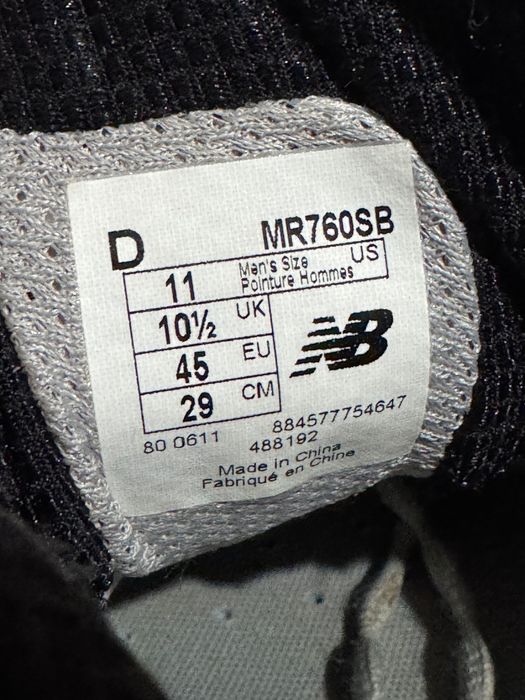 D MR760SB
11 Men's Size US
Pointure Hommes
10½ UK
45 EU
NB
29 CM
884577754647
80 0611 488192
Made in China
Fabriqué en Chine